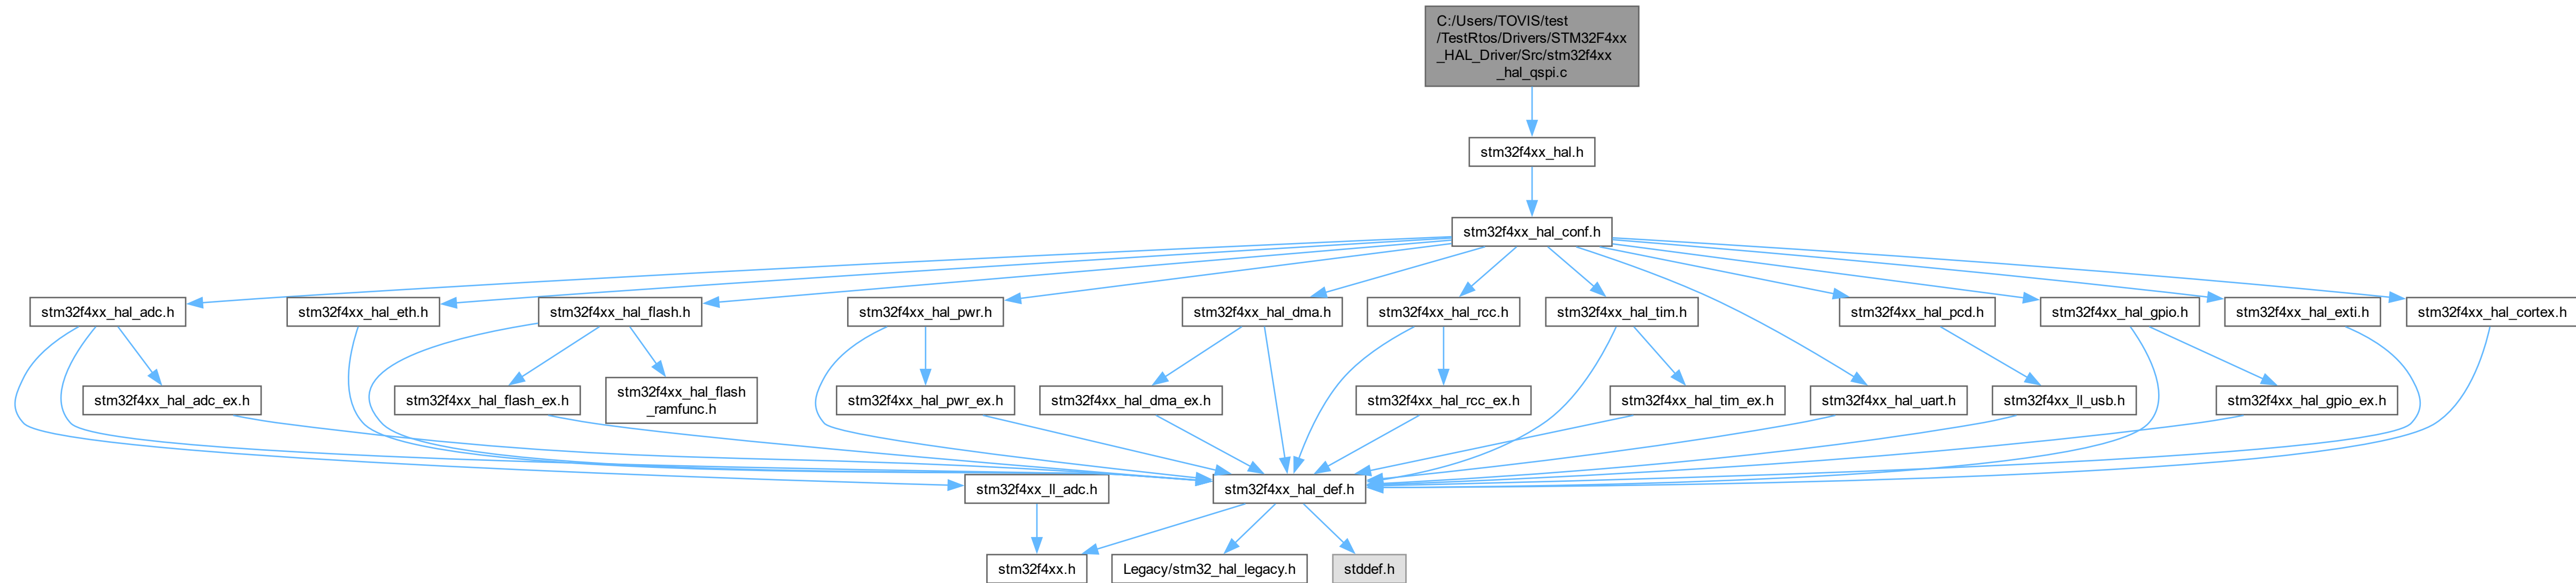 C:/Users/TOVIS/test
/TestRtos/Drivers/STM32F4xx
_HAL_Driver/Src/stm32f4xx
_hal_qspi.c
stm32f4xx_hal.h
stm32f4xx_hal_conf.h
stm32f4xx_hal_adc.h
stm32f4xx_hal_eth.h
stm32f4xx_hal_flash.h
stm32f4xx_hal_pwr.h
stm32f4xx_hal_dma.h
stm32f4xx_hal_rcc.h
stm32f4xx_hal_tim.h
stm32f4xx_hal_pcd.h
stm32f4xx_hal_gpio.h
stm32f4xx_hal_exti.h
stm32f4xx_hal_cortex.h
stm32f4xx_hal_adc_ex.h
stm32f4xx_hal_flash_ex.h
stm32f4xx_hal_flash
_ramfunc.h
stm32f4xx_hal_pwr_ex.h
stm32f4xx_hal_dma_ex.h
stm32f4xx_hal_rcc_ex.h
stm32f4xx_hal_tim_ex.h
stm32f4xx_hal_uart.h
stm32f4xx_ll_usb.h
stm32f4xx_hal_gpio_ex.h
stm32f4xx_ll_adc.h
stm32f4xx_hal_def.h
stm32f4xx.h
Legacy/stm32_hal_legacy.h
stddef.h